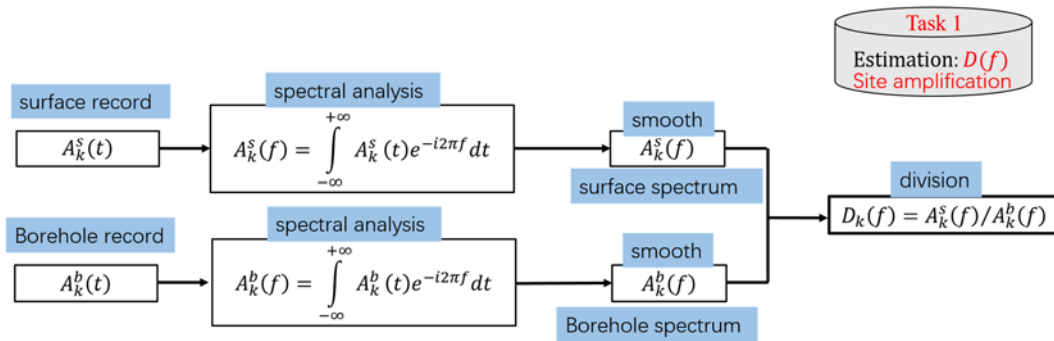 Task 1
Estimation: D(f)
Site amplification
surface record
spectral analysis
smooth
A_k^s(t)
A_k^s(f) = ∫_{-∞}^{+∞} A_k^s(t)e^{-i2πf}dt
A_k^s(f)
surface spectrum
division
D_k(f) = A_k^s(f)/A_k^b(f)
Borehole record
spectral analysis
smooth
A_k^b(t)
A_k^b(f) = ∫_{-∞}^{+∞} A_k^b(t)e^{-i2πf}dt
A_k^b(f)
Borehole spectrum